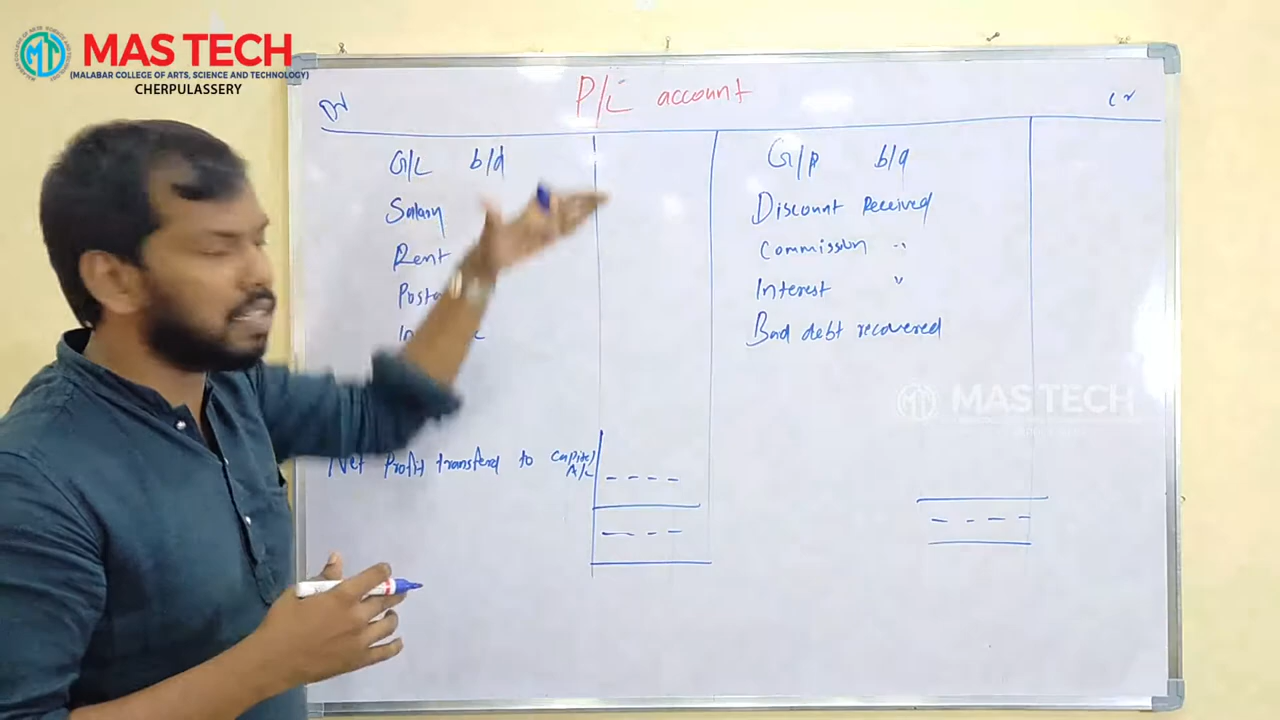 MAS TECH
(MALABAR COLLEGE OF ARTS, SCIENCE AND TECHNOLOGY)
CHERPULASSERY
P/L account
Dr
Cr
G/L b/d
Salary
Rent
Net Profit transferd to capital
A/C
G/P b/d
Discount Received
Commission "
Interest "
Bad debt recovered
MAS TECH